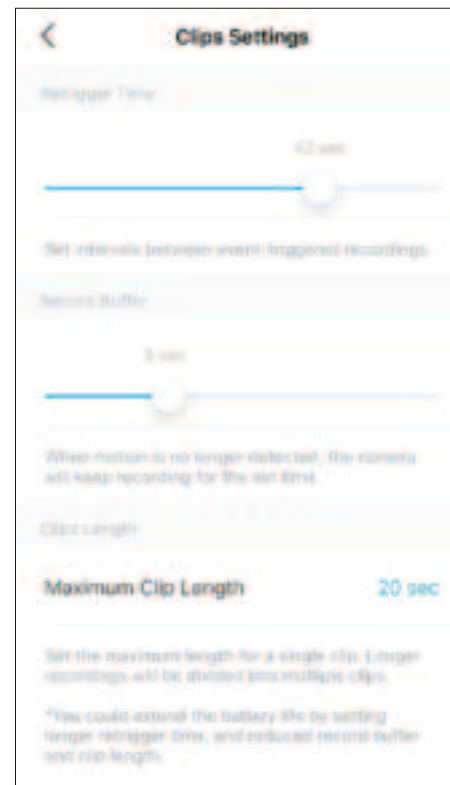 Clips Settings
Retrigger Time
42 sec
Set intervals between event-triggered recordings.
Record Buffer
sec
When motion is no longer detected, the camera
will keep recording for the set time.
Clips Length
Maximum Clip Length 20 sec
Set the maximum length for a single clip. Longer
recordings will be divided into multiple clips.
*You could extend the battery life by setting
longer retrigger time, and reduced record buffer
and clip length.